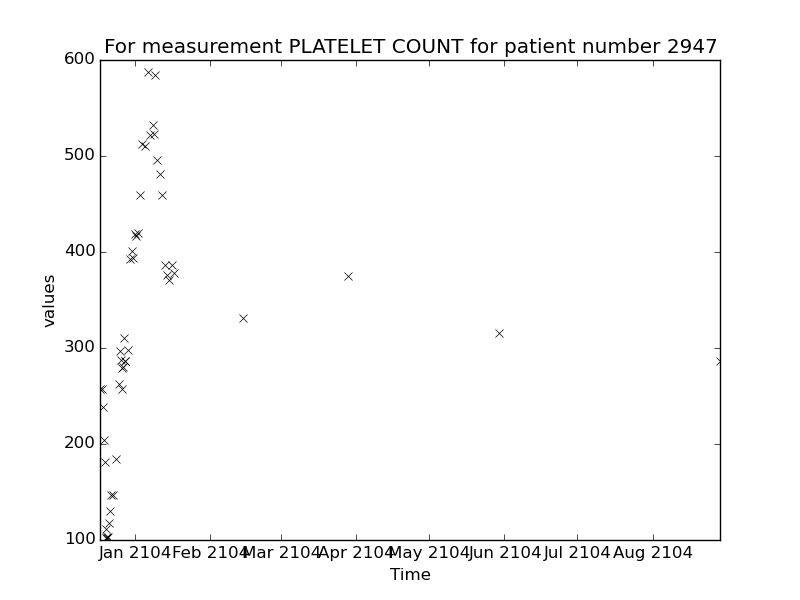 For measurement PLATELET COUNT for patient number 2947
600
500
400
300
200
100
values
Jan 2104 Feb 2104 Mar 2104 Apr 2104 May 2104 Jun 2104 Jul 2104 Aug 2104
Time